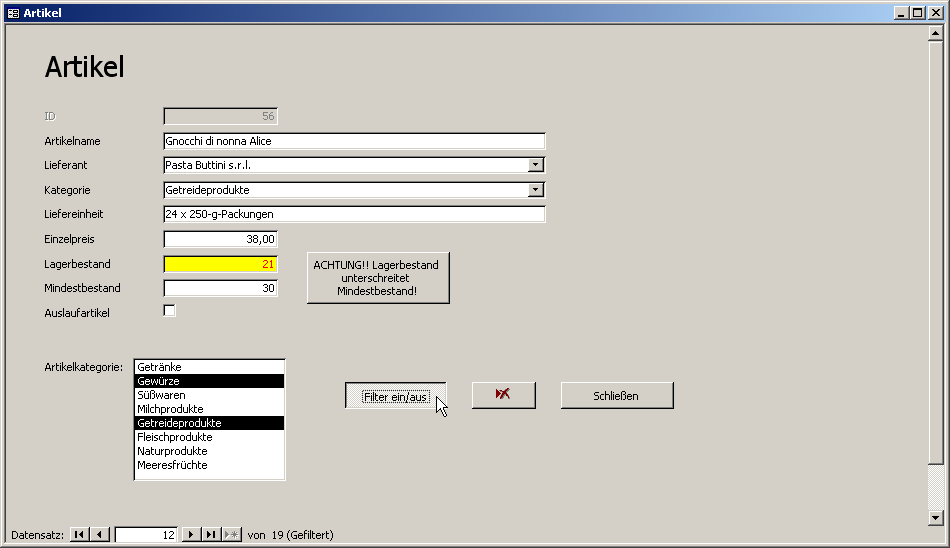 Artikel
Artikel
ID 56
Artikelname Gnocchi di nonna Alice
Lieferant Pasta Buttini s.r.l.
Kategorie Getreideprodukte
Liefereinheit 24 x 250-g-Packungen
Einzelpreis 38,00
Lagerbestand 21
ACHTUNG!! Lagerbestand
unterschreitet
Mindestbestand!
Mindestbestand 30
Auslaufartikel
Artikelkategorie: Getränke
Gewürze
Süßwaren
Milchprodukte
Getreideprodukte
Fleischprodukte
Naturprodukte
Meeresfrüchte
Filter ein/aus
Schließen
Datensatz: 12 von 19 (Gefiltert)